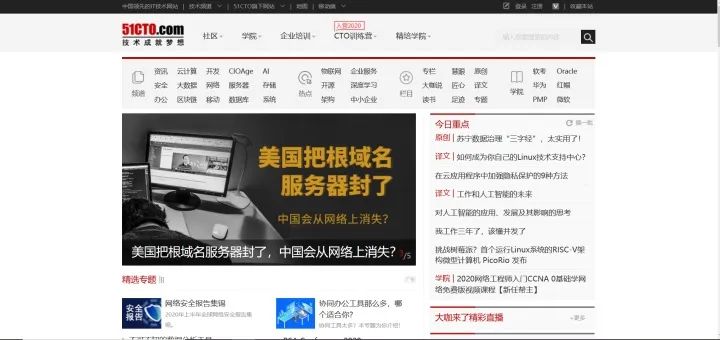 中国领先的IT技术网站 技术频道 51CTO旗下网站 地图 移动端
登录 注册 收藏本站
51CTO.com
技术成就梦想
社区 学院 企业培训 CTO训练营 精培学院
入营2020
频道
资讯 云计算 开发 CIOAge AI
安全 大数据 网络 服务器 存储
办公 区块链 移动 数据库 系统
热点
物联网 企业服务
开源 深度学习
架构 中小企业
栏目
专栏 慧眼 原创
大咖说 匠心 译文
读书 足迹 专题
学院
软考 Oracle
华为 红帽
PMP 微软
美国把根域名
服务器封了
中国会从网络上消失?
美国把根域名服务器封了,中国会从网络上消失?
/5
今日重点
换一批
原创 苏宁数据治理“三字经”,太实用了!
译文 如何成为你自己的Linux技术支持中心?
在云应用程序中加强隐私保护的9种方法
译文 工作和人工智能的未来
对人工智能的应用、发展及其影响的思考
我工作三年了,该懂并发了
挑战树莓派?首个运行Linux系统的RISC-V架
构微型计算机 PicoRio 发布
学院 2020网络工程师入门CCNA 0基础学网
络免费版视频课程【新任帮主】
大咖来了精彩直播
+更多
精选专题
安全
报告
网络安全报告集锦
2020年上半年全球网络安全报告汇
集。
协同办公工具那么多,哪
个适合你?
协同工具太多?本专题为你介绍!